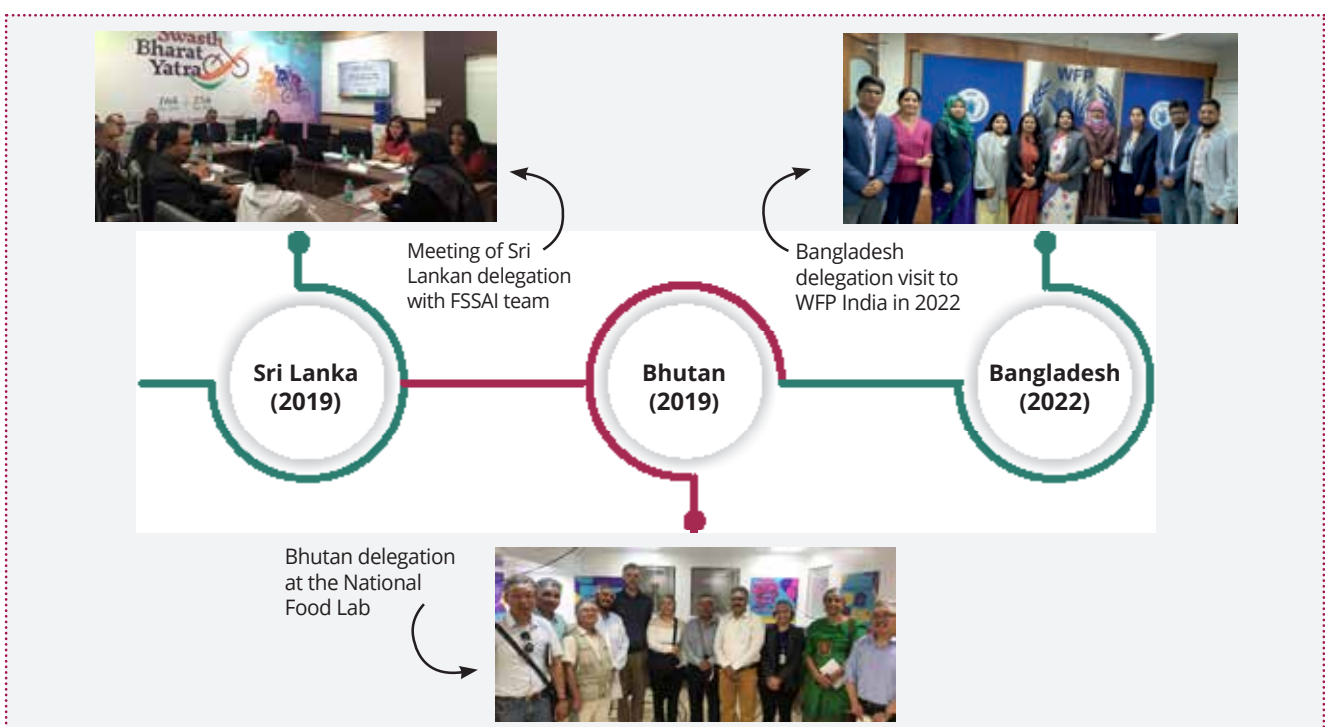 Swasth
Bharat
Yatra
WFP
Meeting of Sri
Lankan delegation
with FSSAI team
Bangladesh
delegation visit to
WFP India in 2022
Sri Lanka
(2019)
Bhutan
(2019)
Bangladesh
(2022)
Bhutan delegation
at the National
Food Lab